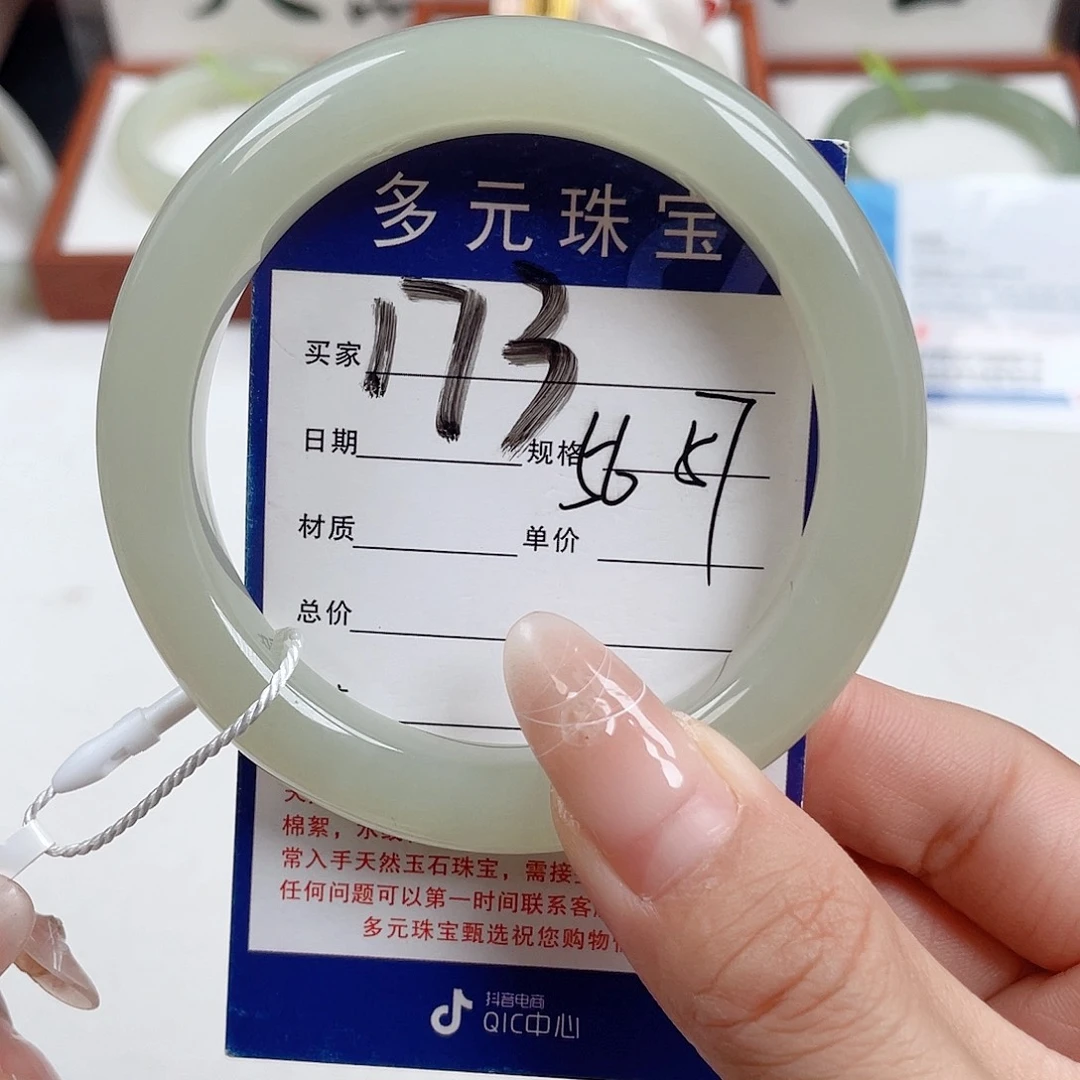 多元珠宝
买家 173
日期 规格 56
材质 单价
总价
棉絮，水
常入手天然玉石珠宝，需接
任何问题可以第一时间联系客
多元珠宝甄选祝您购物
抖音电商
QIC中心